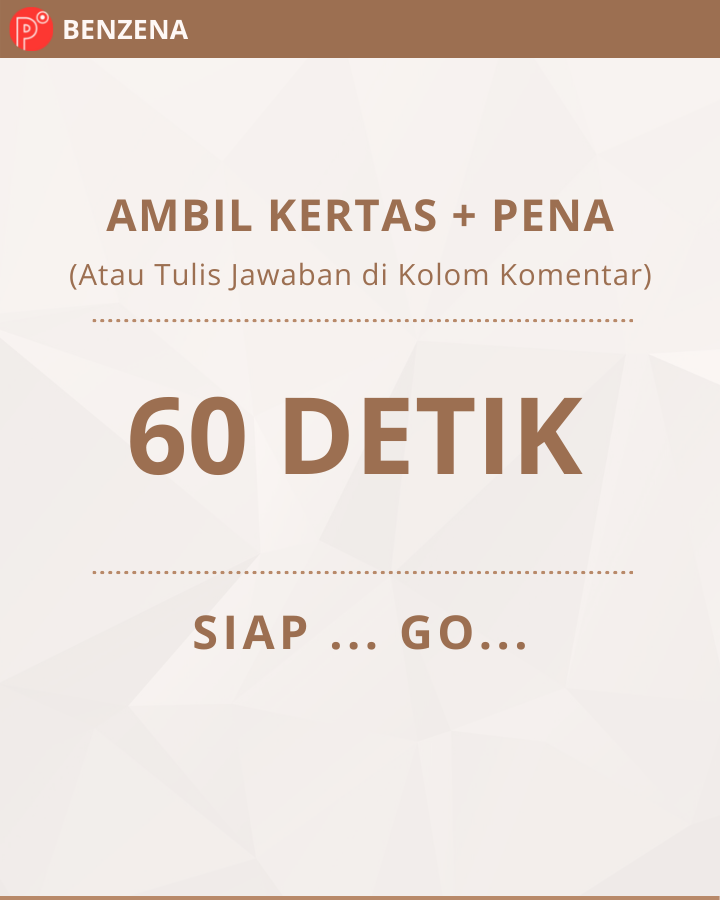 BENZENA
AMBIL KERTAS + PENA
(Atau Tulis Jawaban di Kolom Komentar)
60 DETIK
SIAP ... GO...